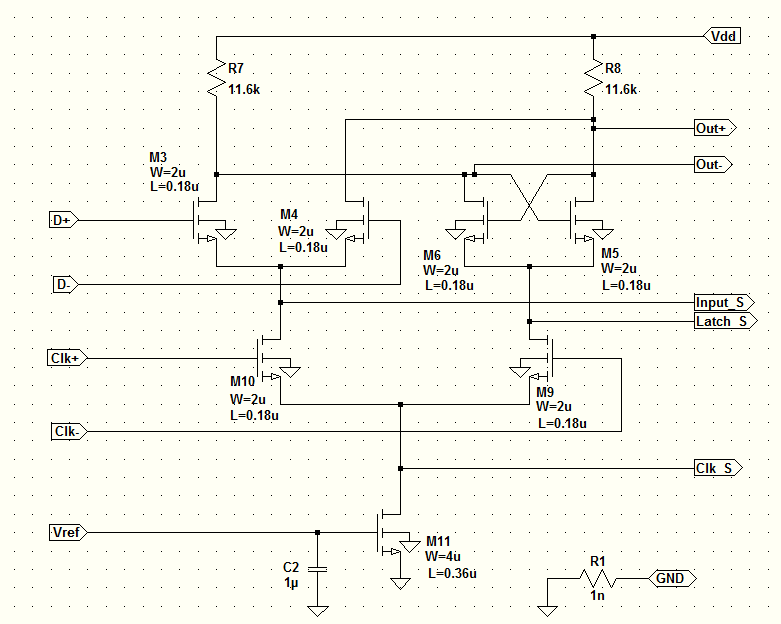 Vdd
R7
R8
11.6k
11.6k
Out+
M3
Out-
W=2u
L=0.18u
M4
D+
W=2u
L=0.18u
M6
M5
W=2u
W=2u
D-
L=0.18u
L=0.18u
Input_S
Latch_S
Clk+
M10
M9
W=2u
W=2u
L=0.18u
L=0.18u
Clk-
Clk_S
Vref
M11
W=4u
C2
R1
L=0.36u
GND
1µ
1n